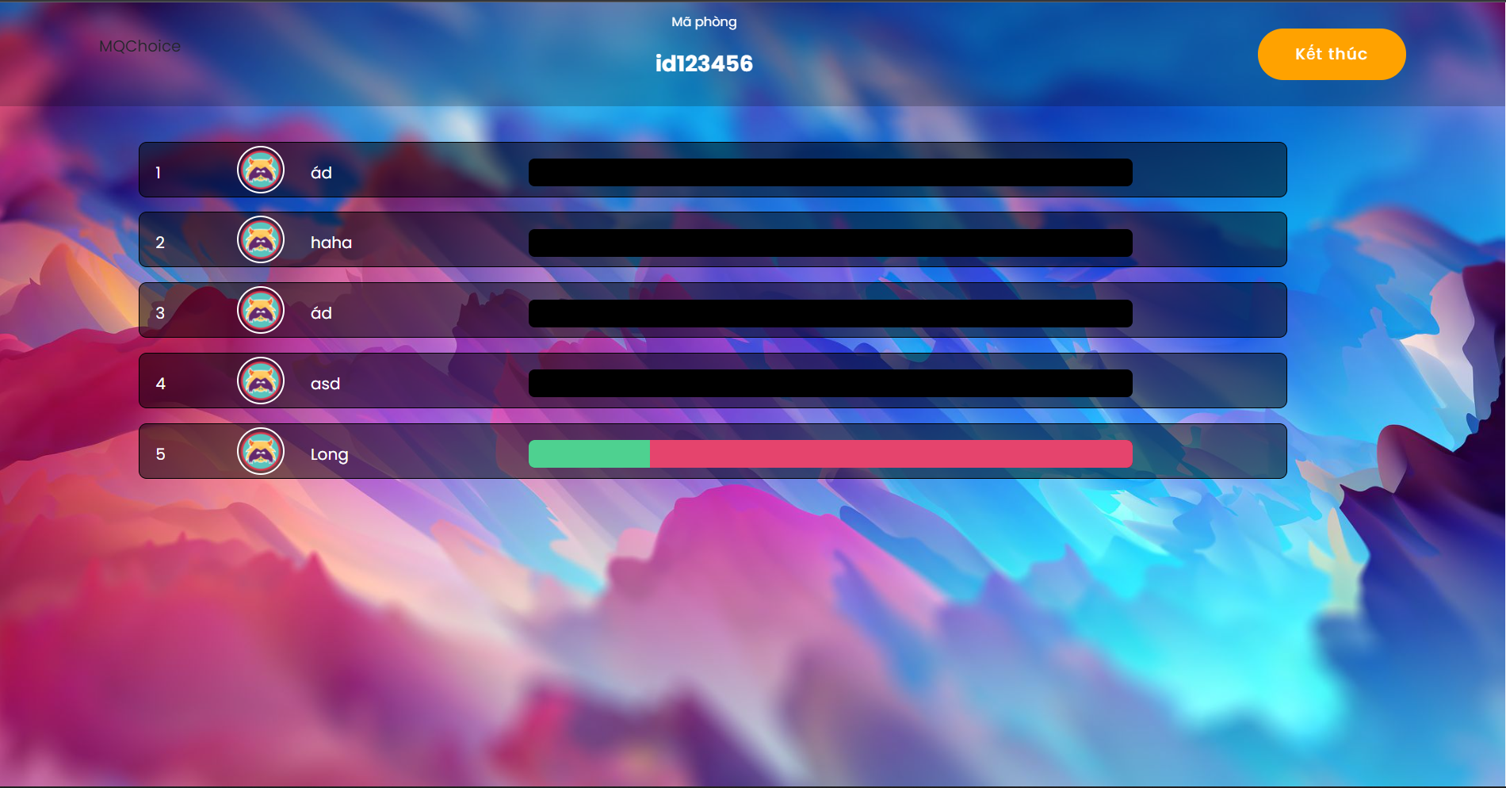 Mã phòng
MQChoice
id123456
Kết thúc
1 ád
2 haha
3 ád
4 asd
5 Long